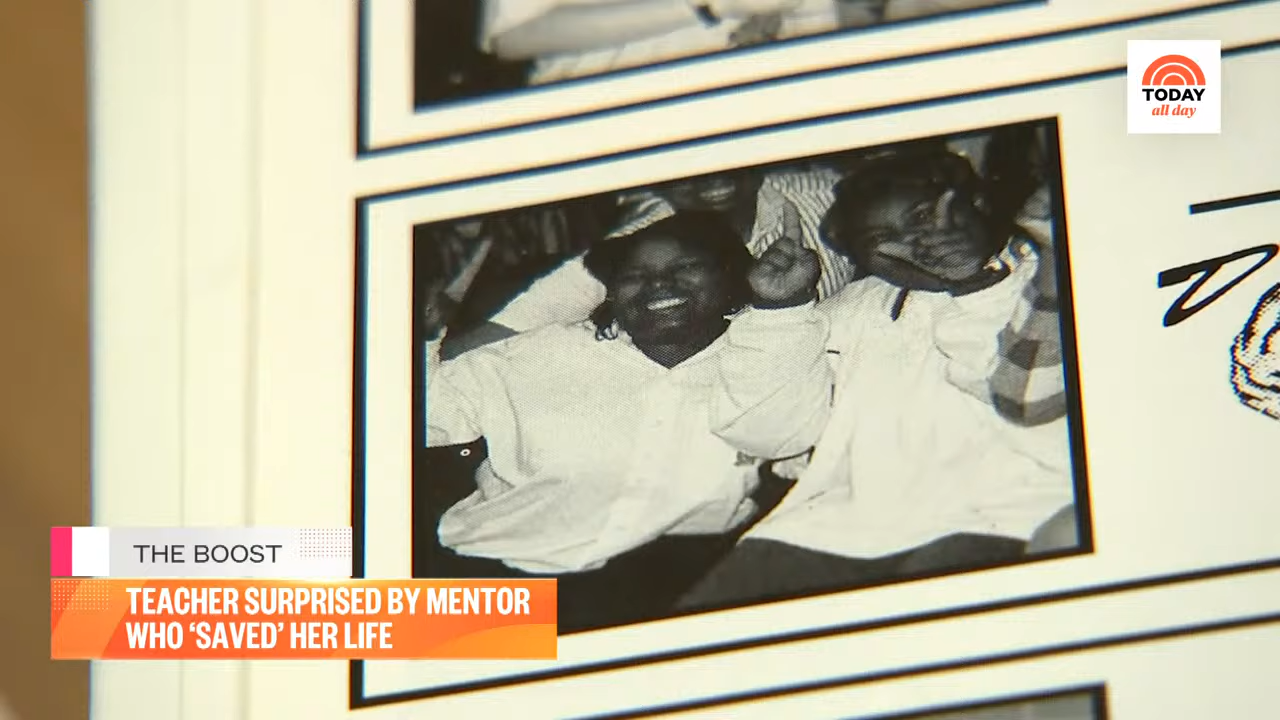 TODAY
all day
THE BOOST
TEACHER SURPRISED BY MENTOR
WHO ‘SAVED’ HER LIFE